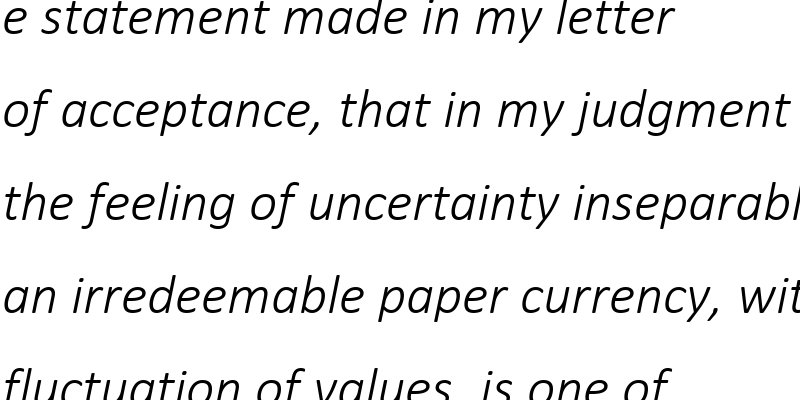 e statement made in my letter
of acceptance, that in my judgment
the feeling of uncertainty inseparabl
an irredeemable paper currency, wit
fluctuation of values, is one of